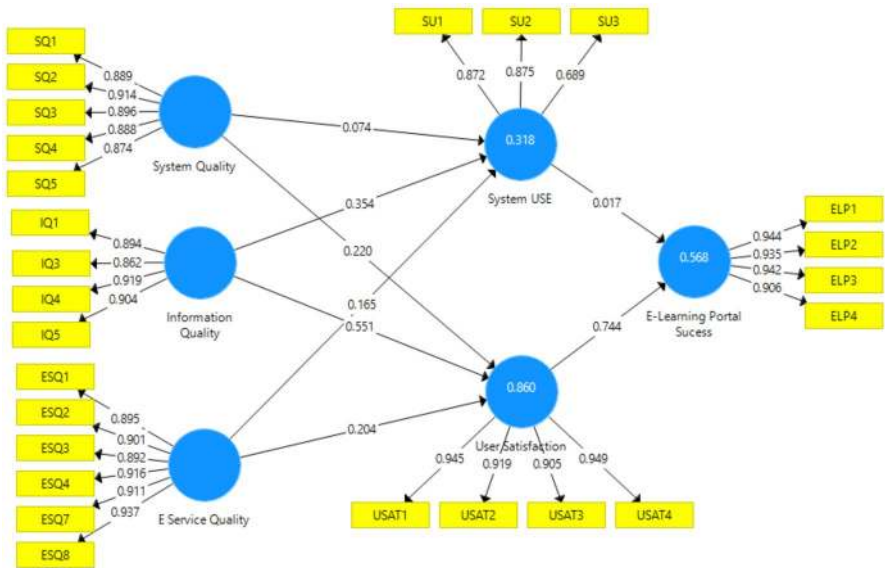 SU1
SU2
SU3
SQ1
SQ2
SQ3
SQ4
SQ5
0.889
0.914
0.896
0.888
0.874
System Quality
0.872
0.875
0.689
0.318
System USE
0.074
0.354
0.220
0.165
0.551
0.204
0.017
0.744
IQ1
IQ3
IQ4
IQ5
0.894
0.862
0.919
0.904
Information
Quality
ELP1
ELP2
ELP3
ELP4
0.944
0.935
0.942
0.906
0.568
E-Learning Portal
Sucess
ESQ1
ESQ2
ESQ3
ESQ4
ESQ7
ESQ8
0.895
0.901
0.892
0.916
0.911
0.937
E Service Quality
0.860
User Satisfaction
0.945
0.919
0.905
0.949
USAT1
USAT2
USAT3
USAT4